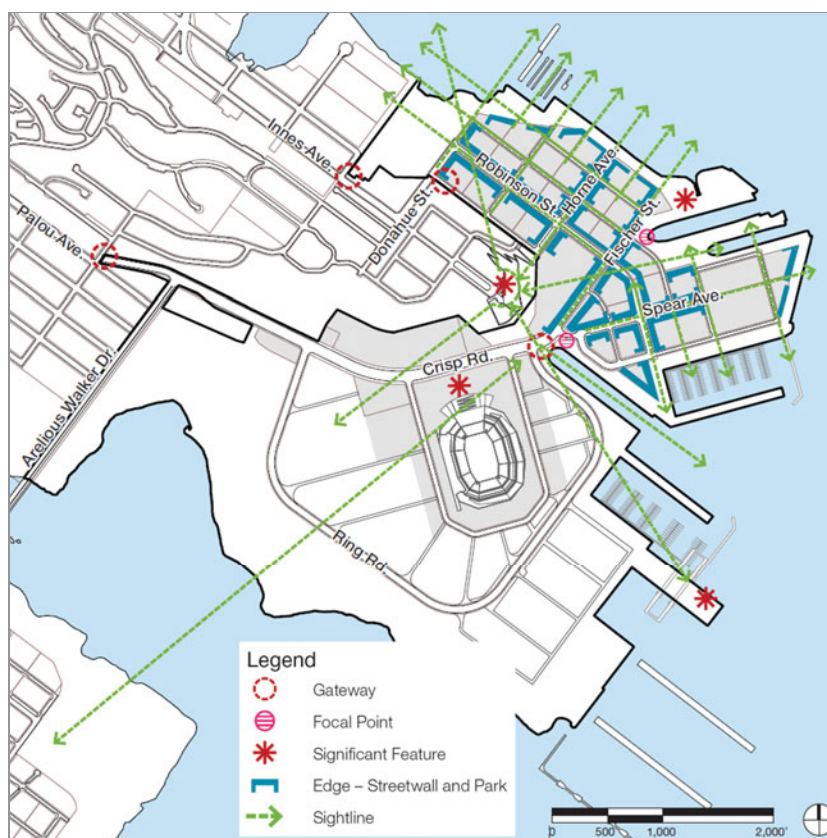 Innes Ave.
Robinson St.
Horne Ave.
Palou Ave.
Donahue St.
Fischer St.
Spear Ave.
Crisp Rd.
Arelious Walker Dr.
Ring Rd.
Legend
Gateway
Focal Point
Significant Feature
Edge – Streetwall and Park
Sightline
0 500 1,000 2,000'